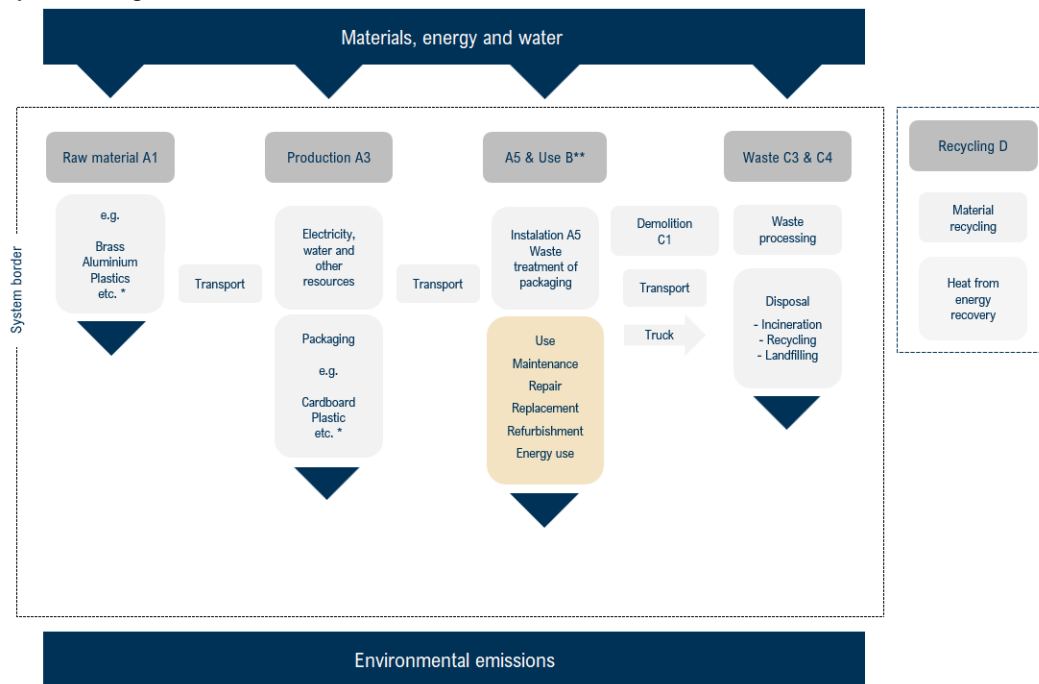 Materials, energy and water
System border
Raw material A1
e.g.
Brass
Aluminium
Plastics
etc. *
Transport
Production A3
Electricity,
water and
other
resources
Packaging
e.g.
Cardboard
Plastic
etc. *
Transport
A5 & Use B**
Instalation A5
Waste
treatment of
packaging
Use
Maintenance
Repair
Replacement
Refurbishment
Energy use
Demolition
C1
Transport
Truck
Waste C3 & C4
Waste
processing
Disposal
- Incineration
- Recycling
- Landfilling
Recycling D
Material
recycling
Heat from
energy
recovery
Environmental emissions